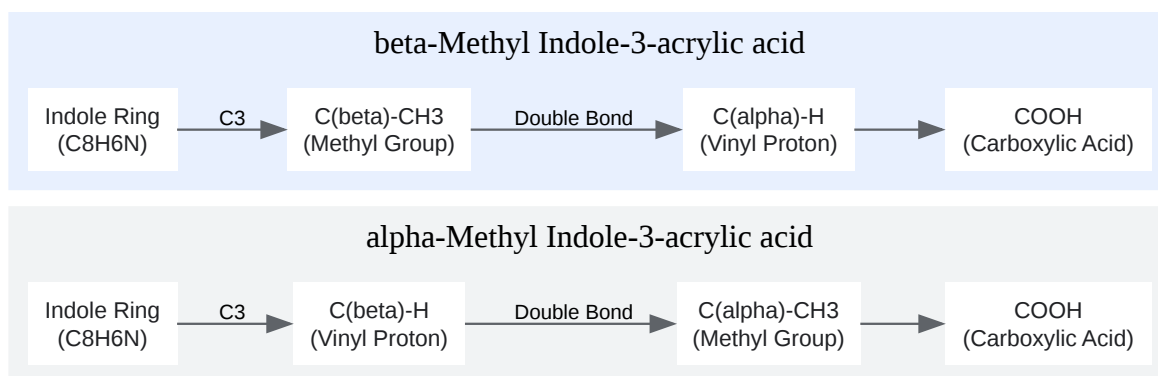 beta-Methyl Indole-3-acrylic acid
Indole Ring
(C8H6N)
C3
C(beta)-CH3
(Methyl Group)
Double Bond
C(alpha)-H
(Vinyl Proton)
COOH
(Carboxylic Acid)
alpha-Methyl Indole-3-acrylic acid
Indole Ring
(C8H6N)
C3
C(beta)-H
(Vinyl Proton)
Double Bond
C(alpha)-CH3
(Methyl Group)
COOH
(Carboxylic Acid)